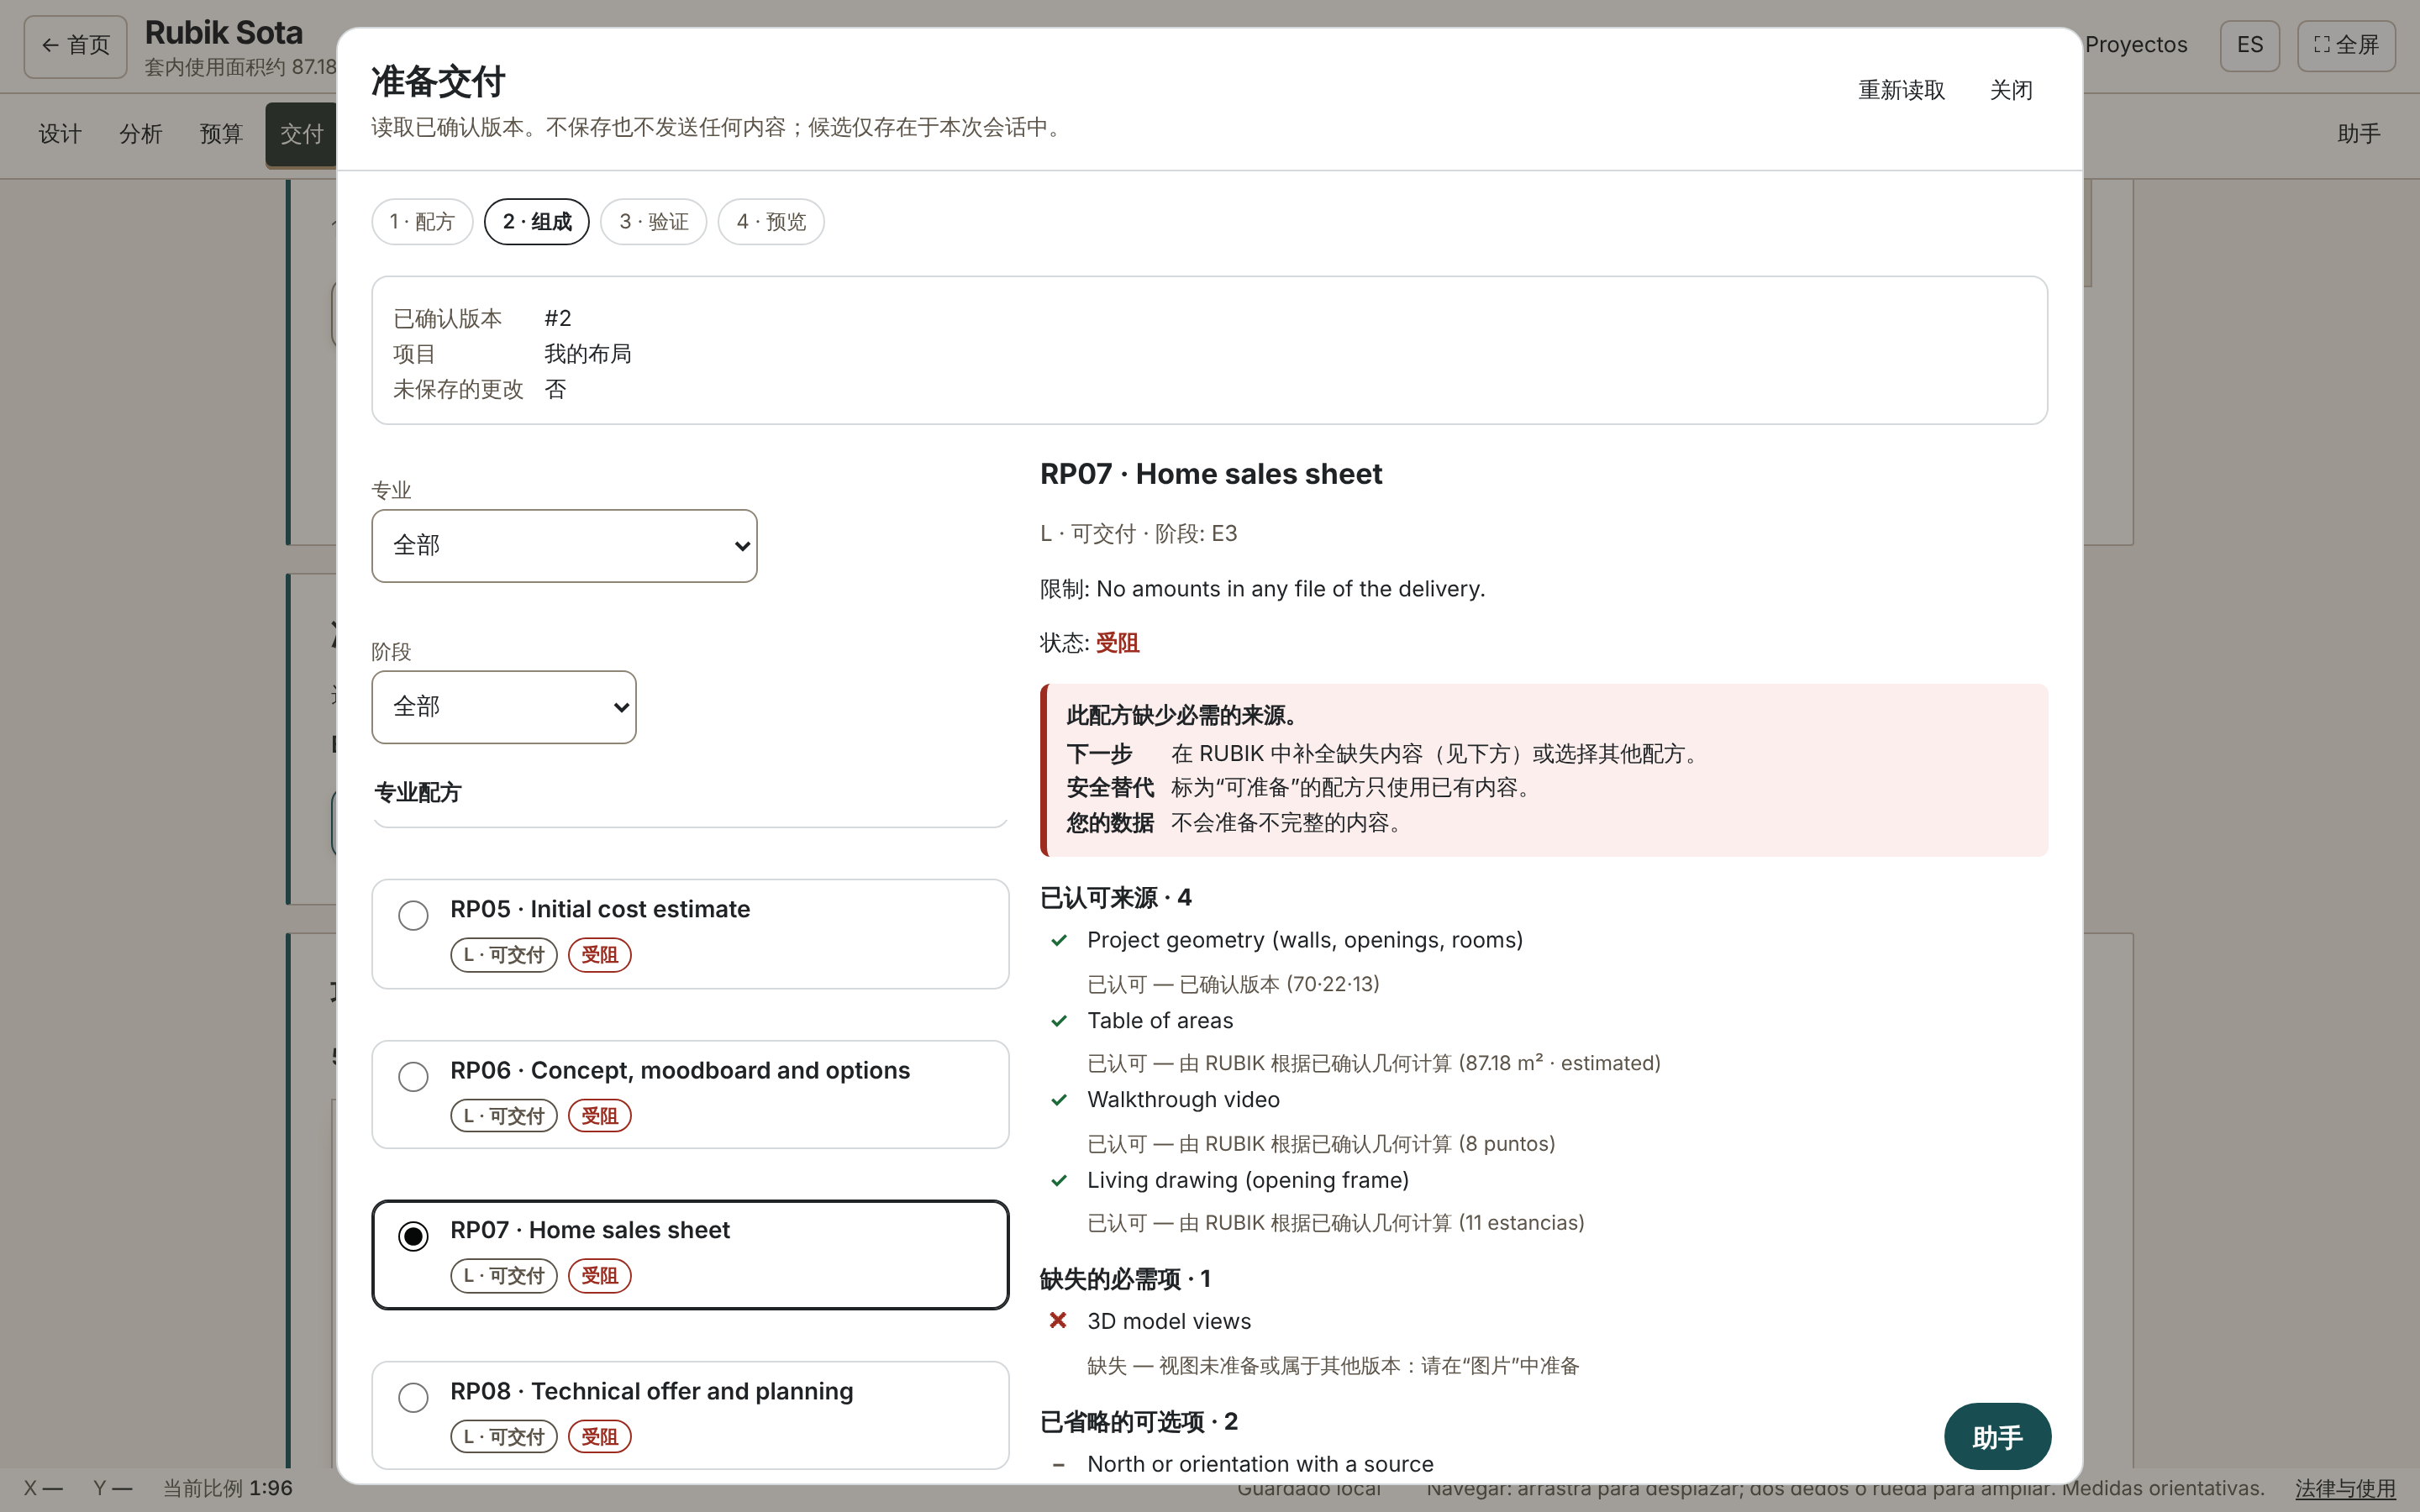 ← 首页
Rubik Sota
套内使用面积约 87.18
Proyectos
ES
全屏
设计
分析
预算
交付
助手
准备交付
读取已确认版本。不保存也不发送任何内容；候选仅存在于本次会话中。
重新读取
关闭
1 · 配方
2 · 组成
3 · 验证
4 · 预览
已确认版本 #2
项目 我的布局
未保存的更改 否
专业
全部
阶段
全部
专业配方
RP05 · Initial cost estimate
L · 可交付 受阻
RP06 · Concept, moodboard and options
L · 可交付 受阻
RP07 · Home sales sheet
L · 可交付 受阻
RP08 · Technical offer and planning
L · 可交付 受阻
RP07 · Home sales sheet
L · 可交付 · 阶段: E3
限制: No amounts in any file of the delivery.
状态: 受阻
此配方缺少必需的来源。
下一步 在 RUBIK 中补全缺失内容（见下方）或选择其他配方。
安全替代 标为“可准备”的配方只使用已有内容。
您的数据 不会准备不完整的内容。
已认可来源 · 4
Project geometry (walls, openings, rooms)
已认可 — 已确认版本 (70·22·13)
Table of areas
已认可 — 由 RUBIK 根据已确认几何计算 (87.18 m² · estimated)
Walkthrough video
已认可 — 由 RUBIK 根据已确认几何计算 (8 puntos)
Living drawing (opening frame)
已认可 — 由 RUBIK 根据已确认几何计算 (11 estancias)
缺失的必需项 · 1
3D model views
缺失 — 视图未准备或属于其他版本：请在“图片”中准备
已省略的可选项 · 2
– North or orientation with a source
助手
X —
Y —
当前比例 1:96
Guardado local
Navegar: arrastra para desplazar; dos dedos o rueda para ampliar. Medidas orientativas.
法律与使用